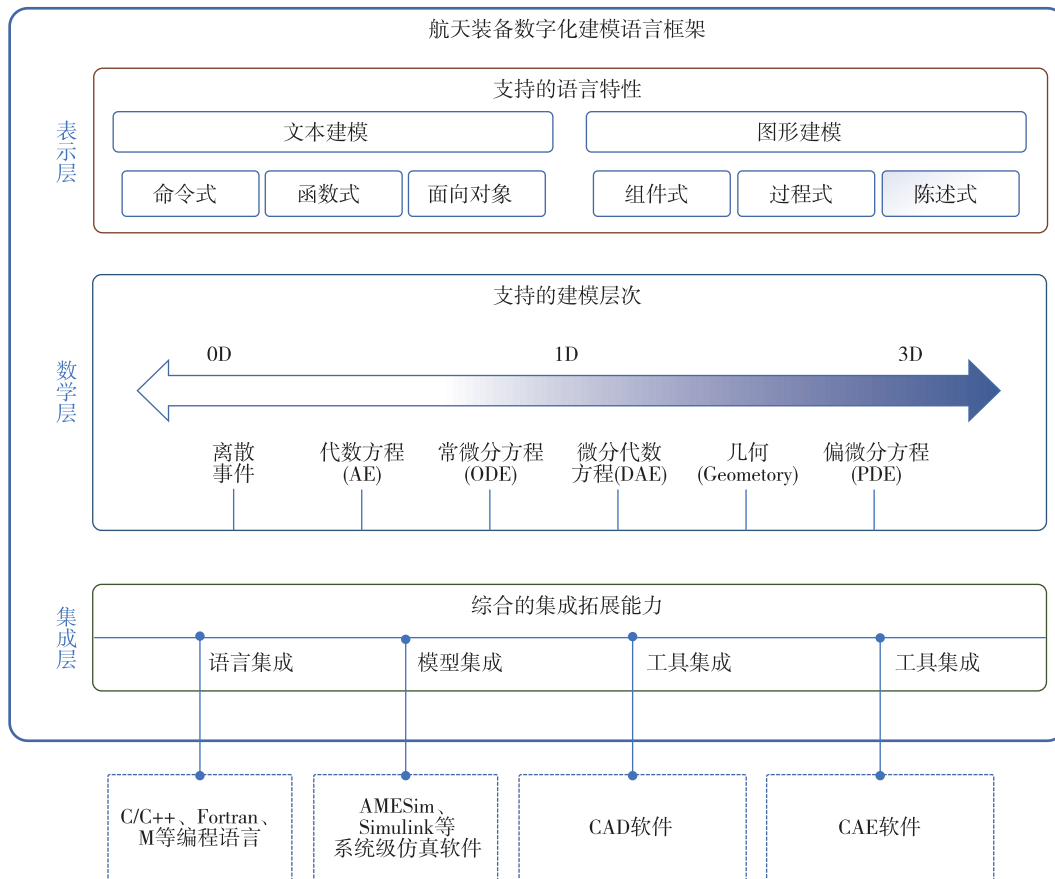 航天装备数字化建模语言框架
表示层
支持的语言特性
文本建模
图形建模
命令式
函数式
面向对象
组件式
过程式
陈述式
数学层
支持的建模层次
0D
1D
3D
离散
事件
代数方程
(AE)
常微分方程
(ODE)
微分代数
方程(DAE)
几何
(Geometory)
偏微分方程
(PDE)
集成层
综合的集成拓展能力
语言集成
模型集成
工具集成
工具集成
C/C++、Fortran、
M等编程语言
AMESim、
Simulink等
系统级仿真软件
CAD软件
CAE软件